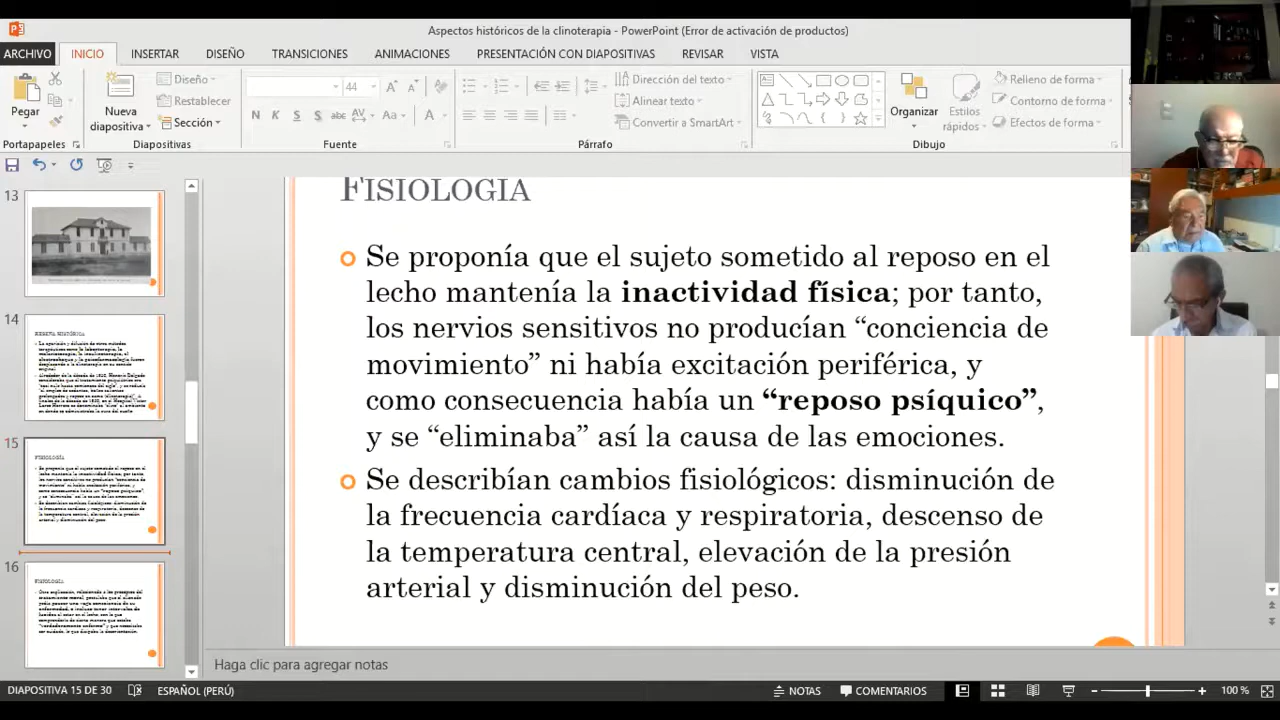 Aspectos históricos de la clinoterapia - PowerPoint (Error de activación de productos)
ARCHIVO INICIO INSERTAR DISEÑO TRANSICIONES ANIMACIONES PRESENTACIÓN CON DIAPOSITIVAS REVISAR VISTA
Pegar
Nueva diapositiva
Diseño
Restablecer
Sección
44
N K S S abc AV Aa A
Dirección del texto
Alinear texto
Convertir a SmartArt
Organizar
Estilos rápidos
Relleno de forma
Contorno de forma
Efectos de forma
Portapapeles Diapositivas Fuente Párrafo Dibujo
13
14
RESEÑA HISTÓRICA
15
FISIOLOGÍA
16
FISIOLOGÍA
FISIOLOGIA
Se proponía que el sujeto sometido al reposo en el
lecho mantenía la inactividad física; por tanto,
los nervios sensitivos no producían “conciencia de
movimiento” ni había excitación periférica, y
como consecuencia había un “reposo psíquico”,
y se “eliminaba” así la causa de las emociones.
Se describían cambios fisiológicos: disminución de
la frecuencia cardíaca y respiratoria, descenso de
la temperatura central, elevación de la presión
arterial y disminución del peso.
Haga clic para agregar notas
DIAPOSITIVA 15 DE 30 ESPAÑOL (PERÚ) NOTAS COMENTARIOS 100 %